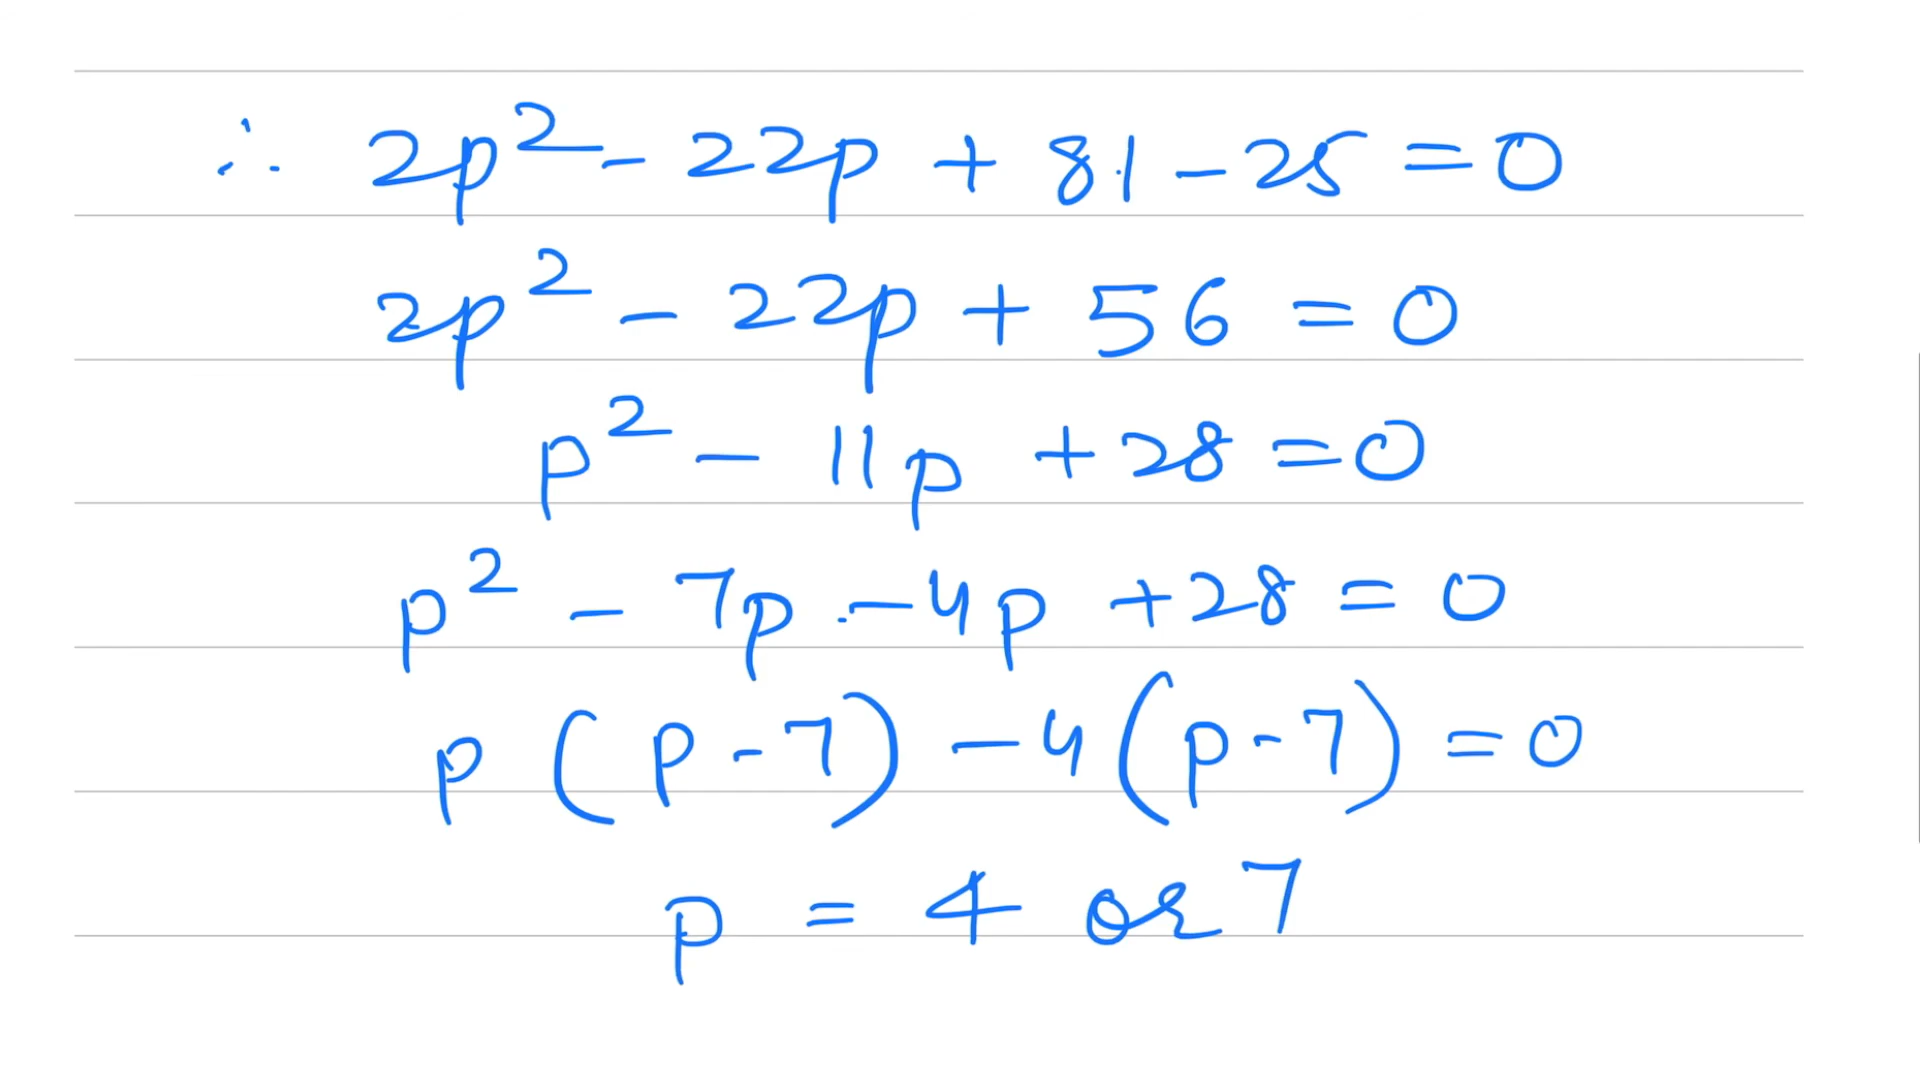 ∴ 2p² - 22p + 81 - 25 = 0
2p² - 22p + 56 = 0
p² - 11p + 28 = 0
p² - 7p - 4p + 28 = 0
p (p - 7) - 4 (p - 7) = 0
p = 4 or 7